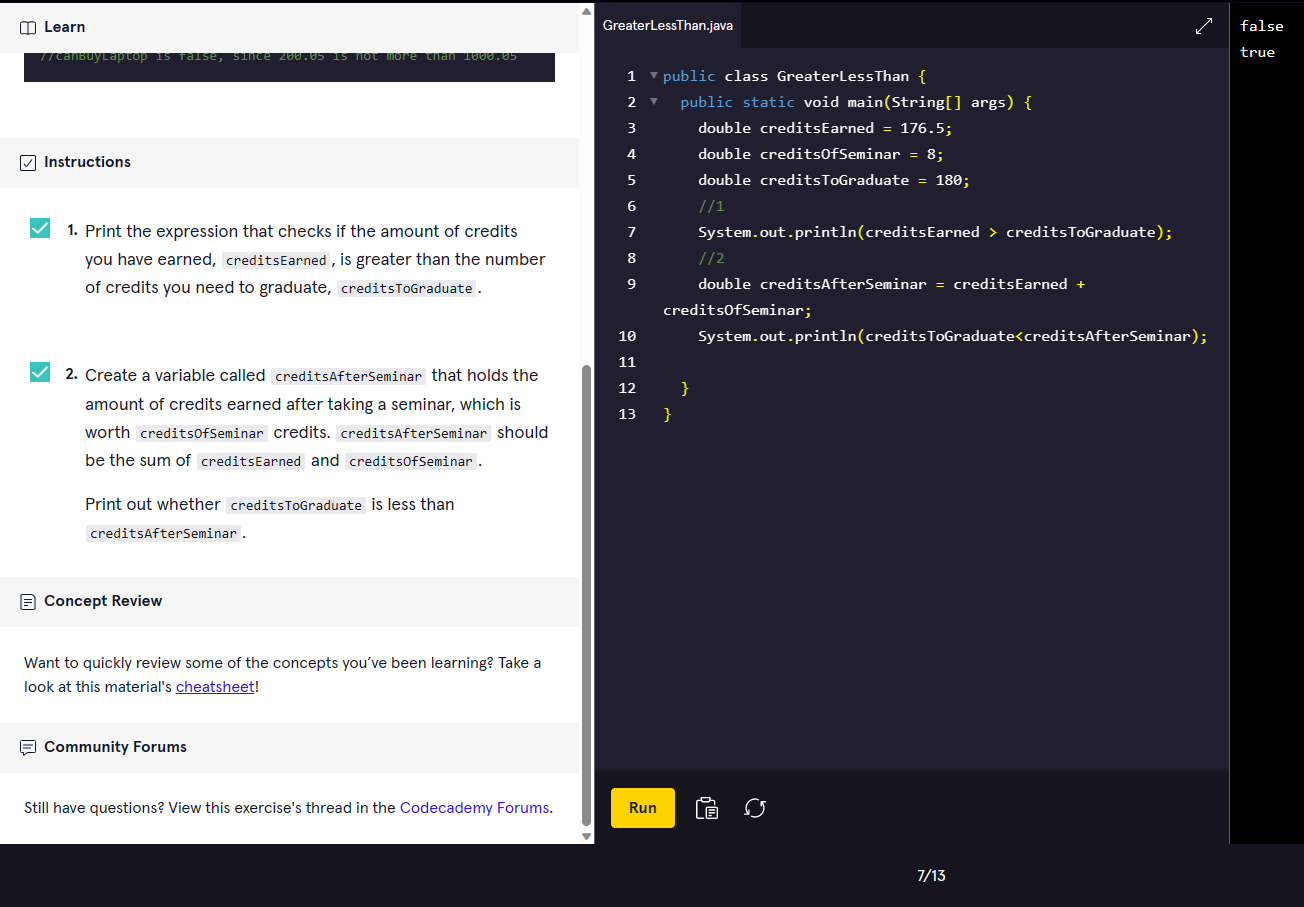 Learn
//canBuyLaptop is false, since 200.05 is not more than 1000.05
Instructions
1. Print the expression that checks if the amount of credits
you have earned, creditsEarned, is greater than the number
of credits you need to graduate, creditsToGraduate.
2. Create a variable called creditsAfterSeminar that holds the
amount of credits earned after taking a seminar, which is
worth creditsOfSeminar credits. creditsAfterSeminar should
be the sum of creditsEarned and creditsOfSeminar.
Print out whether creditsToGraduate is less than
creditsAfterSeminar.
Concept Review
Want to quickly review some of the concepts you’ve been learning? Take a
look at this material's cheatsheet!
Community Forums
Still have questions? View this exercise's thread in the Codecademy Forums.
GreaterLessThan.java
1 public class GreaterLessThan {
2 public static void main(String[] args) {
3 double creditsEarned = 176.5;
4 double creditsOfSeminar = 8;
5 double creditsToGraduate = 180;
6 //1
7 System.out.println(creditsEarned > creditsToGraduate);
8 //2
9 double creditsAfterSeminar = creditsEarned +
creditsOfSeminar;
10 System.out.println(creditsToGraduate<creditsAfterSeminar);
11
12 }
13 }
Run
false
true
7/13